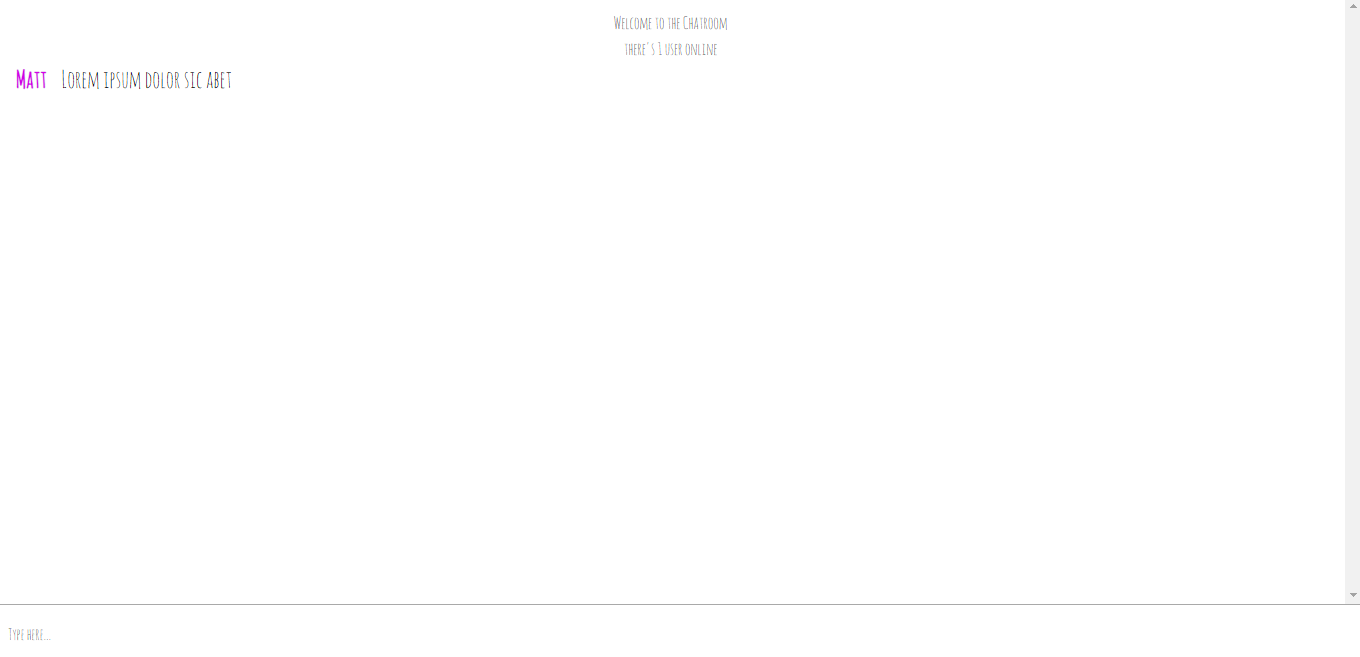 Welcome to the Chatroom
there's 1 user online
Matt Lorem ipsum dolor sic abet
Type here...